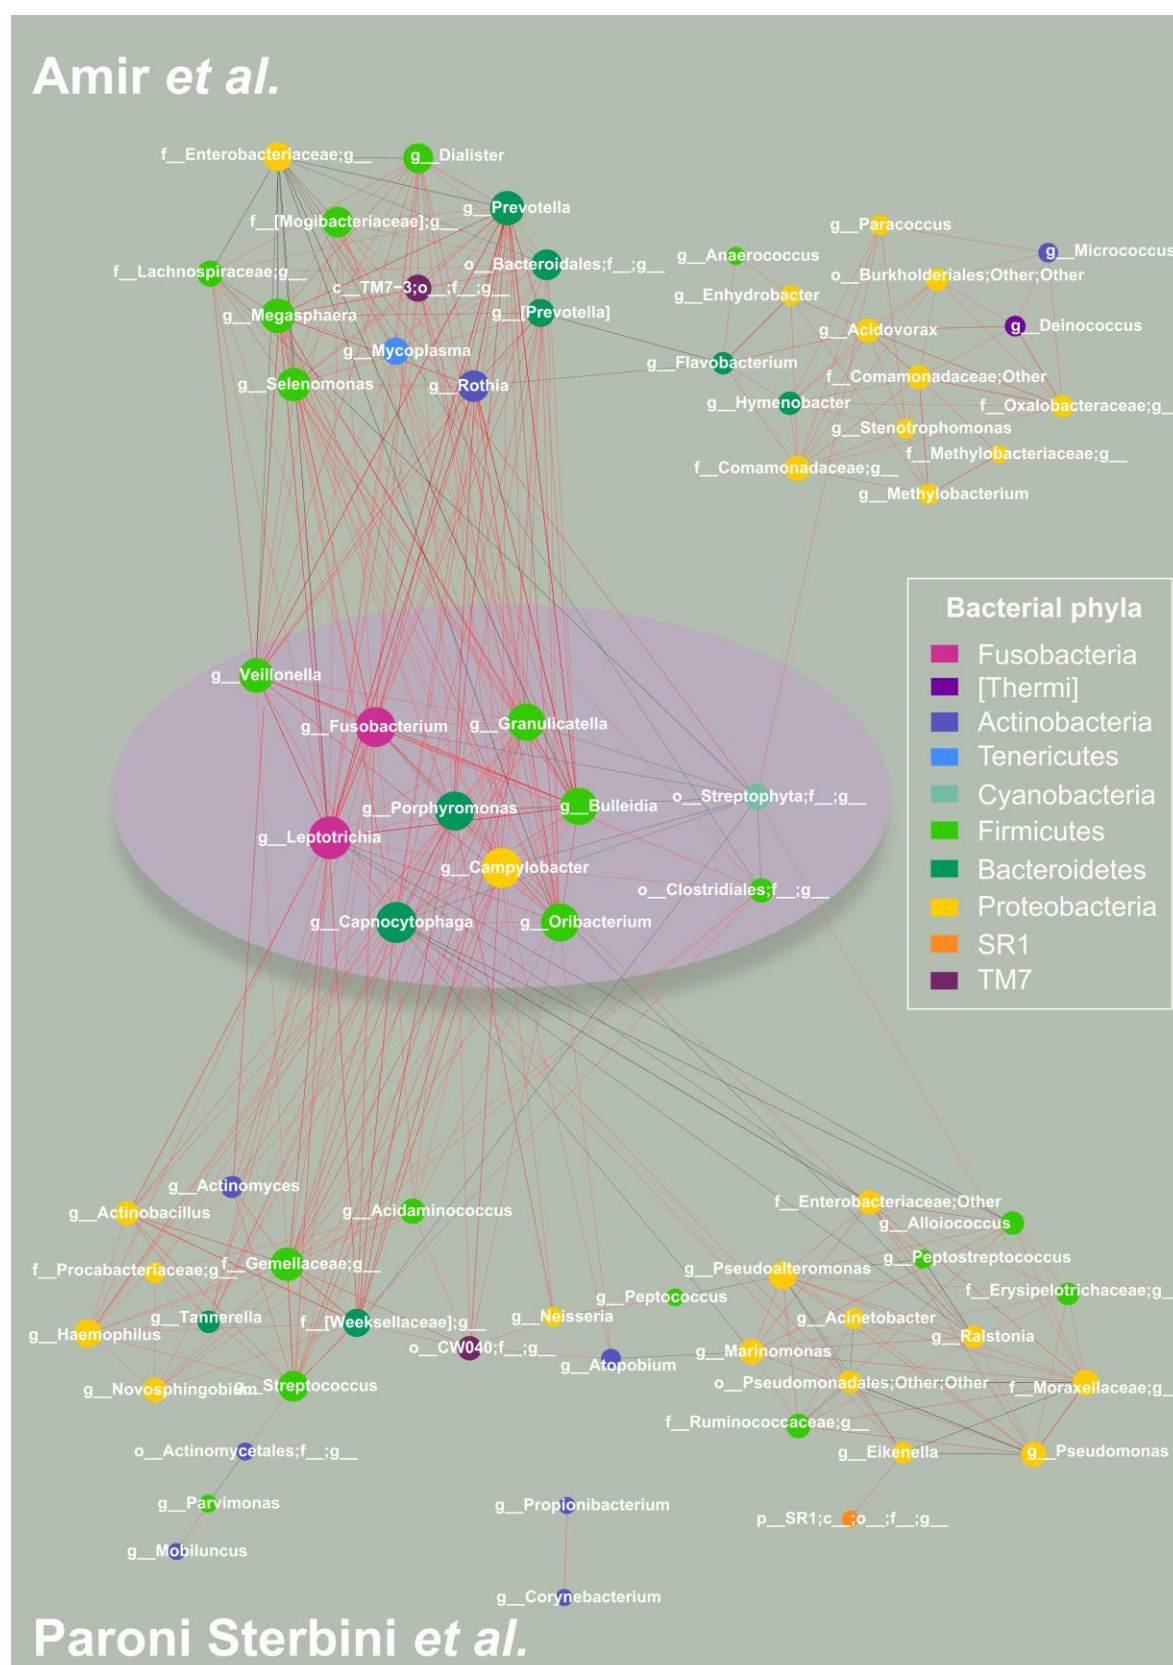 Amir et al.
f__Enterobacteriaceae;g__
g__Dialister
g__Prevotella
f__[Mogibacteriaceae];g__
g__Paracoccus
g__Micrococcus
g__Anaerococcus
o__Bacteroidales;f__;g__
f__Lachnospiraceae;g__
o__Burkholderiales;Other;Other
c__TM7-3;o__;f__;g__
g__Enhydrobacter
g__Megasphaera
g__[Prevotella]
g__Acidovorax
g__Deinococcus
g__Mycoplasma
g__Flavobacterium
g__Selenomonas
g__Rothia
f__Comamonadaceae;Other
g__Hymenobacter
f__Oxalobacteraceae;g__
g__Stenotrophomonas
f__Methylobacteriaceae;g__
f__Comamonadaceae;g__
g__Methylobacterium
Bacterial phyla
Fusobacteria
[Thermi]
Actinobacteria
Tenericutes
Cyanobacteria
Firmicutes
Bacteroidetes
Proteobacteria
SR1
TM7
g__Veillonella
g__Fusobacterium
g__Granulicatella
o__Streptophyta;f__;g__
g__Porphyromonas
g__Bulleidia
g__Leptotrichia
g__Campylobacter
o__Clostridiales;f__;g__
g__Capnocytophaga
g__Oribacterium
g__Actinomyces
g__Actinobacillus
g__Acidaminococcus
f__Enterobacteriaceae;Other
g__Alloiococcus
f__Procabacteriaceae;g__
f__Gemellaceae;g__
g__Pseudoalteromonas
g__Peptostreptococcus
g__Peptococcus
f__Erysipelotrichaceae;g__
g__Tannerella
f__[Weeksellaceae];g__
g__Neisseria
g__Acinetobacter
g__Haemophilus
g__Ralstonia
o__CW040;f__;g__
g__Atopobium
g__Marinomonas
g__Novosphingobium
g__Streptococcus
o__Pseudomonadales;Other;Other
f__Moraxellaceae;g__
f__Ruminococcaceae;g__
o__Actinomycetales;f__;g__
g__Eikenella
g__Pseudomonas
g__Parvimonas
g__Propionibacterium
p__SR1;c__;o__;f__;g__
g__Mobiluncus
g__Corynebacterium
Paroni Sterbini et al.